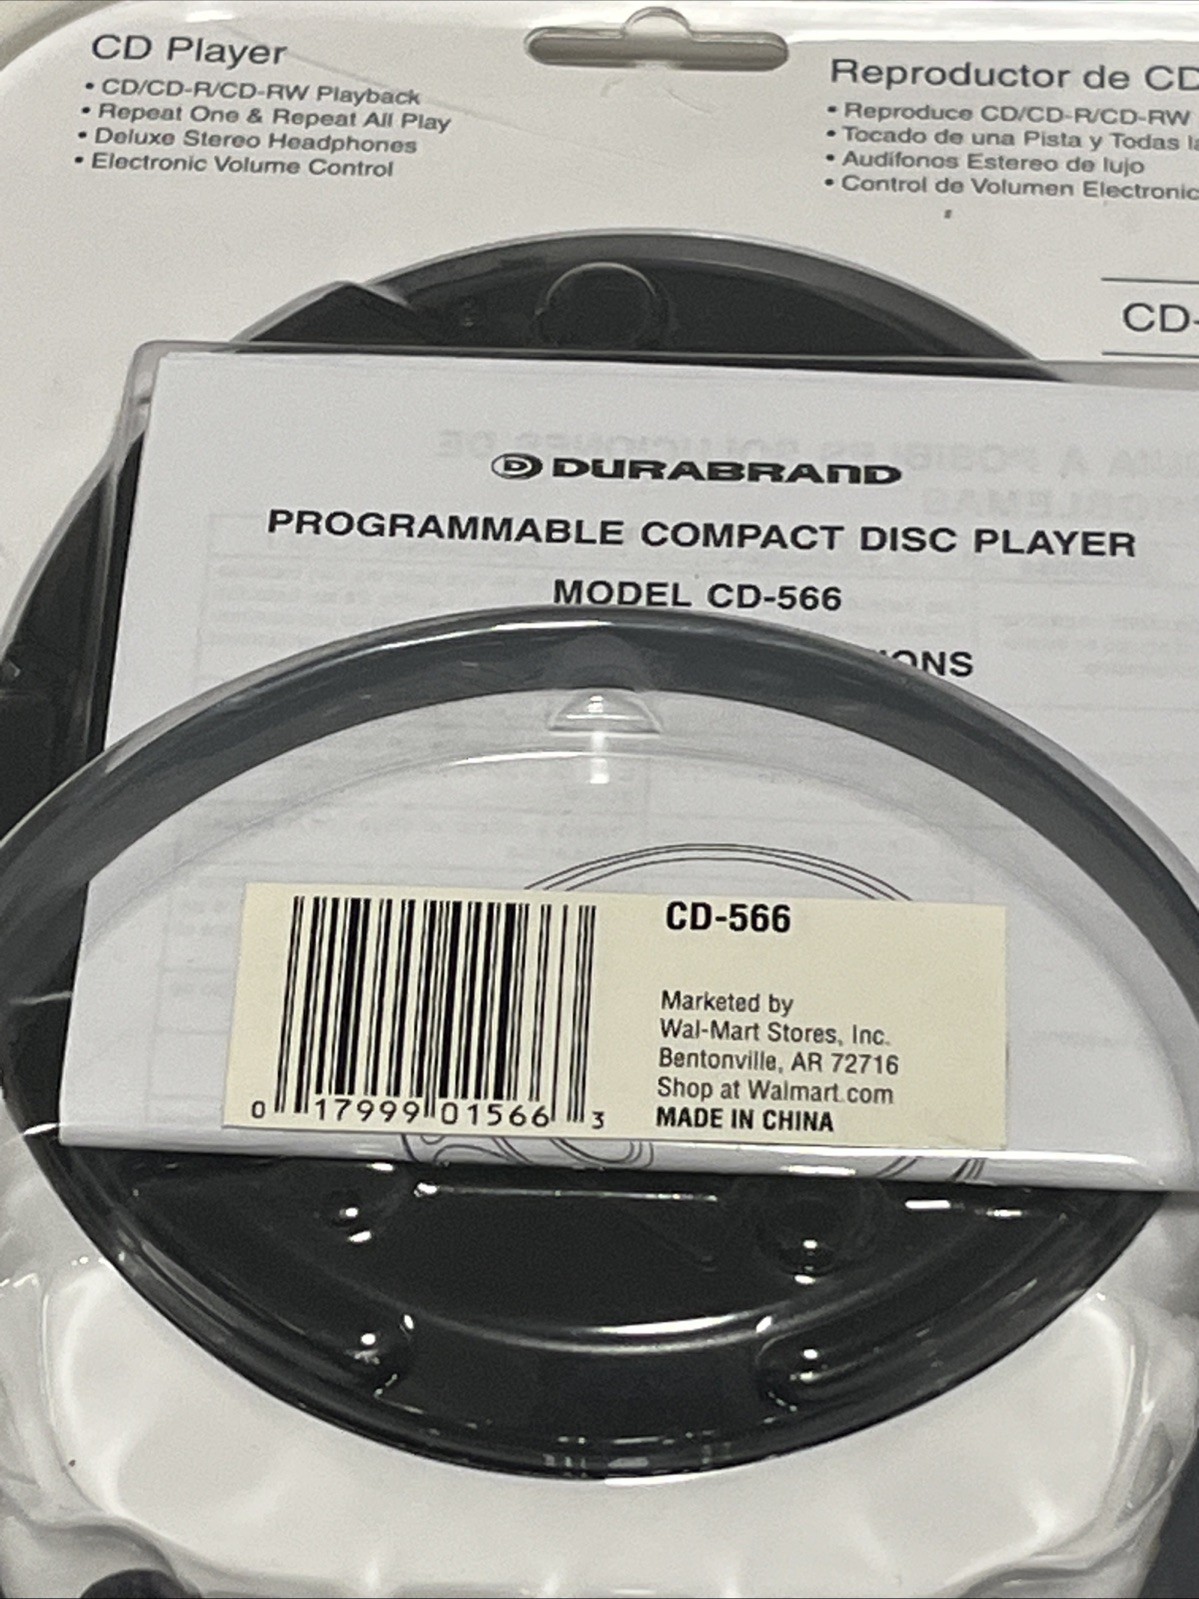 CD Player
• CD/CD-R/CD-RW Playback
• Repeat One & Repeat All Play
• Deluxe Stereo Headphones
• Electronic Volume Control
Reproductor de CD
• Reproduce CD/CD-R/CD-RW
• Tocado de una Pista y Todas la
• Audífonos Estereo de lujo
• Control de Volumen Electronic
CD-
D DURABRAND
PROGRAMMABLE COMPACT DISC PLAYER
MODEL CD-566
IONS
CD-566
Marketed by
Wal-Mart Stores, Inc.
Bentonville, AR 72716
Shop at Walmart.com
MADE IN CHINA
0 17999 01566 3